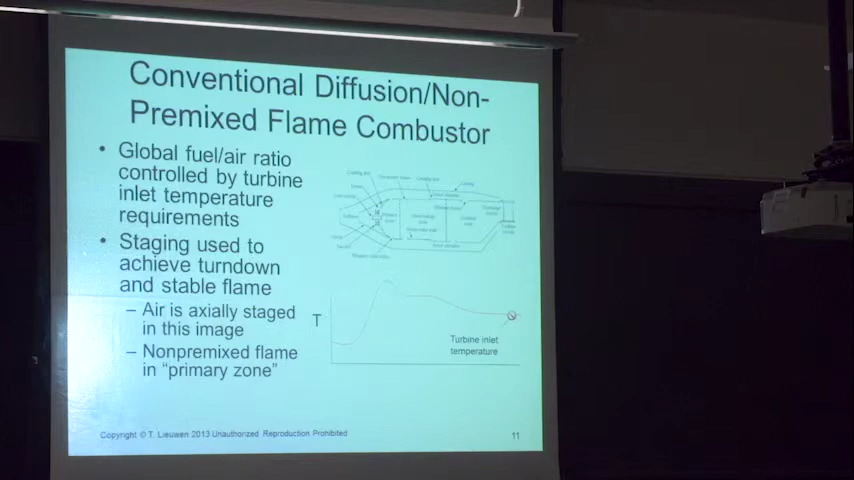 Conventional Diffusion/Non-
Premixed Flame Combustor
• Global fuel/air ratio
controlled by turbine
inlet temperature
requirements
• Staging used to
achieve turndown
and stable flame
– Air is axially staged
in this image
– Nonpremixed flame
in “primary zone”
T
Turbine inlet
temperature
Copyright © T. Lieuwen 2013 Unauthorized Reproduction Prohibited
11